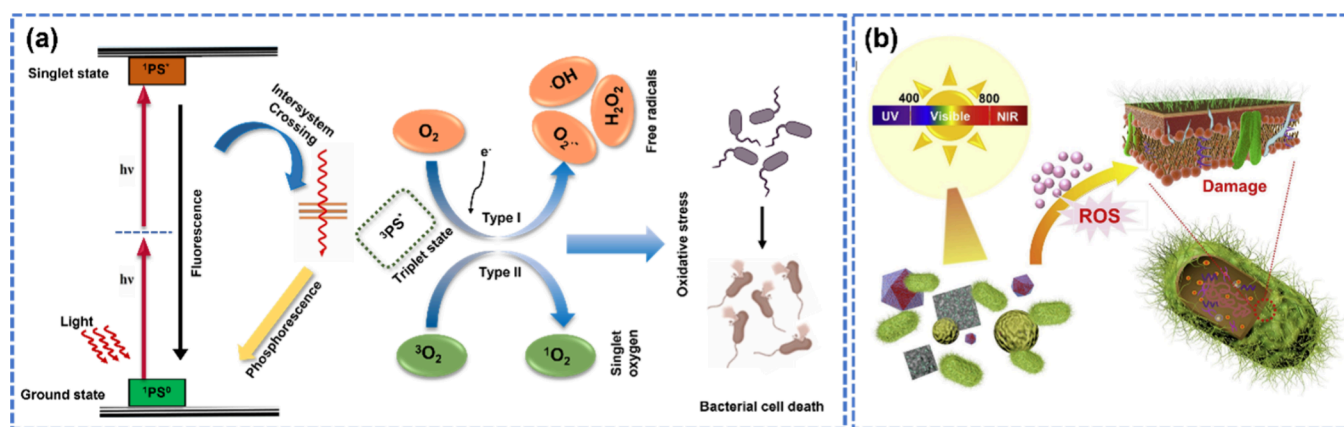 (a)
Singlet state
¹PS*
hν
hν
Fluorescence
Light
Ground state
¹PS⁰
Intersystem
Crossing
Phosphorescence
³PS*
Triplet state
O₂
e⁻
Type I
Type II
·OH
H₂O₂
O₂⁻·
Free radicals
³O₂
¹O₂
Singlet
oxygen
Oxidative stress
Bacterial cell death
(b)
400
800
UV
Visible
NIR
ROS
Damage